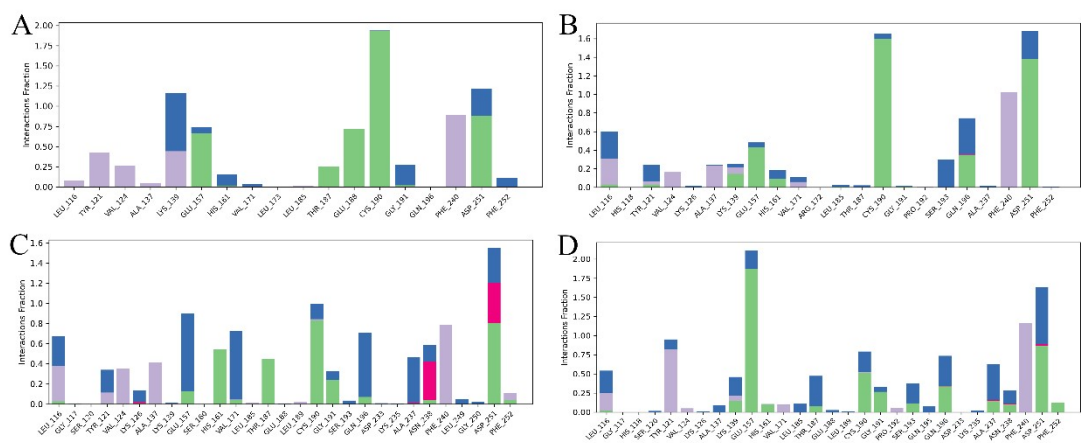 A
2.00
1.75
1.50
1.25
1.00
0.75
0.50
0.25
0.00
Interactions Fraction
LEU_116
TYR_121
VAL_124
ALA_137
LYS_139
GLU_157
HIS_161
VAL_171
LEU_173
LEU_185
THR_187
GLU_188
CYS_190
GLY_191
GLN_196
PHE_240
ASP_251
PHE_252
B
1.6
1.4
1.2
1.0
0.8
0.6
0.4
0.2
0.0
Interactions Fraction
LEU_116
HIS_118
TYR_121
VAL_124
LYS_126
ALA_137
LYS_139
GLU_157
HIS_161
VAL_171
ARG_172
LEU_185
THR_187
CYS_190
GLY_191
PRO_192
SER_193
GLN_196
ALA_237
PHE_240
ASP_251
PHE_252
C
1.6
1.4
1.2
1.0
0.8
0.6
0.4
0.2
0.0
Interactions Fraction
LEU_116
GLY_117
SER_120
TYR_121
VAL_124
LYS_126
ALA_137
LYS_139
GLU_157
SER_160
HIS_161
VAL_171
LEU_185
THR_187
GLU_188
LEU_189
CYS_190
GLY_191
SER_193
GLN_196
ASP_233
LYS_235
ALA_237
ASN_238
PHE_240
LEU_249
GLY_250
ASP_251
PHE_252
D
2.00
1.75
1.50
1.25
1.00
0.75
0.50
0.25
0.00
Interactions Fraction
LEU_116
GLY_117
HIS_118
SER_120
TYR_121
VAL_124
LYS_126
ALA_137
LYS_139
GLU_157
HIS_161
VAL_171
LEU_185
THR_187
GLU_188
LEU_189
CYS_190
GLY_191
PRO_192
SER_193
GLN_196
ASP_233
LYS_235
ALA_237
ASN_238
PHE_240
ASP_251
PHE_252